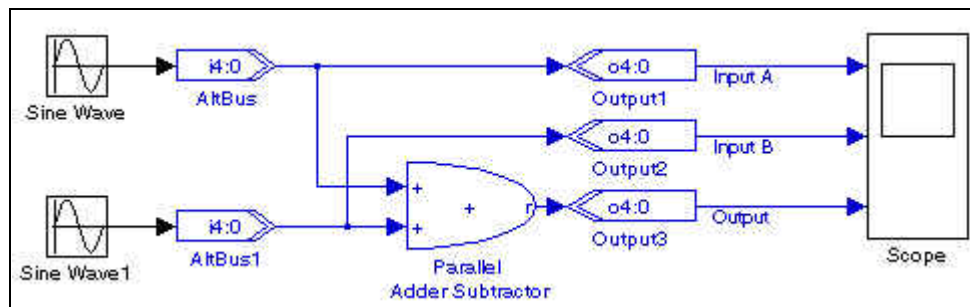 i4:0
AltBus
Sine Wave
o4:0
Output1
Input A
o4:0
Output2
Input B
i4:0
AltBus1
Sine Wave1
+
+
+
r
Parallel
Adder Subtractor
o4:0
Output3
Output
Scope